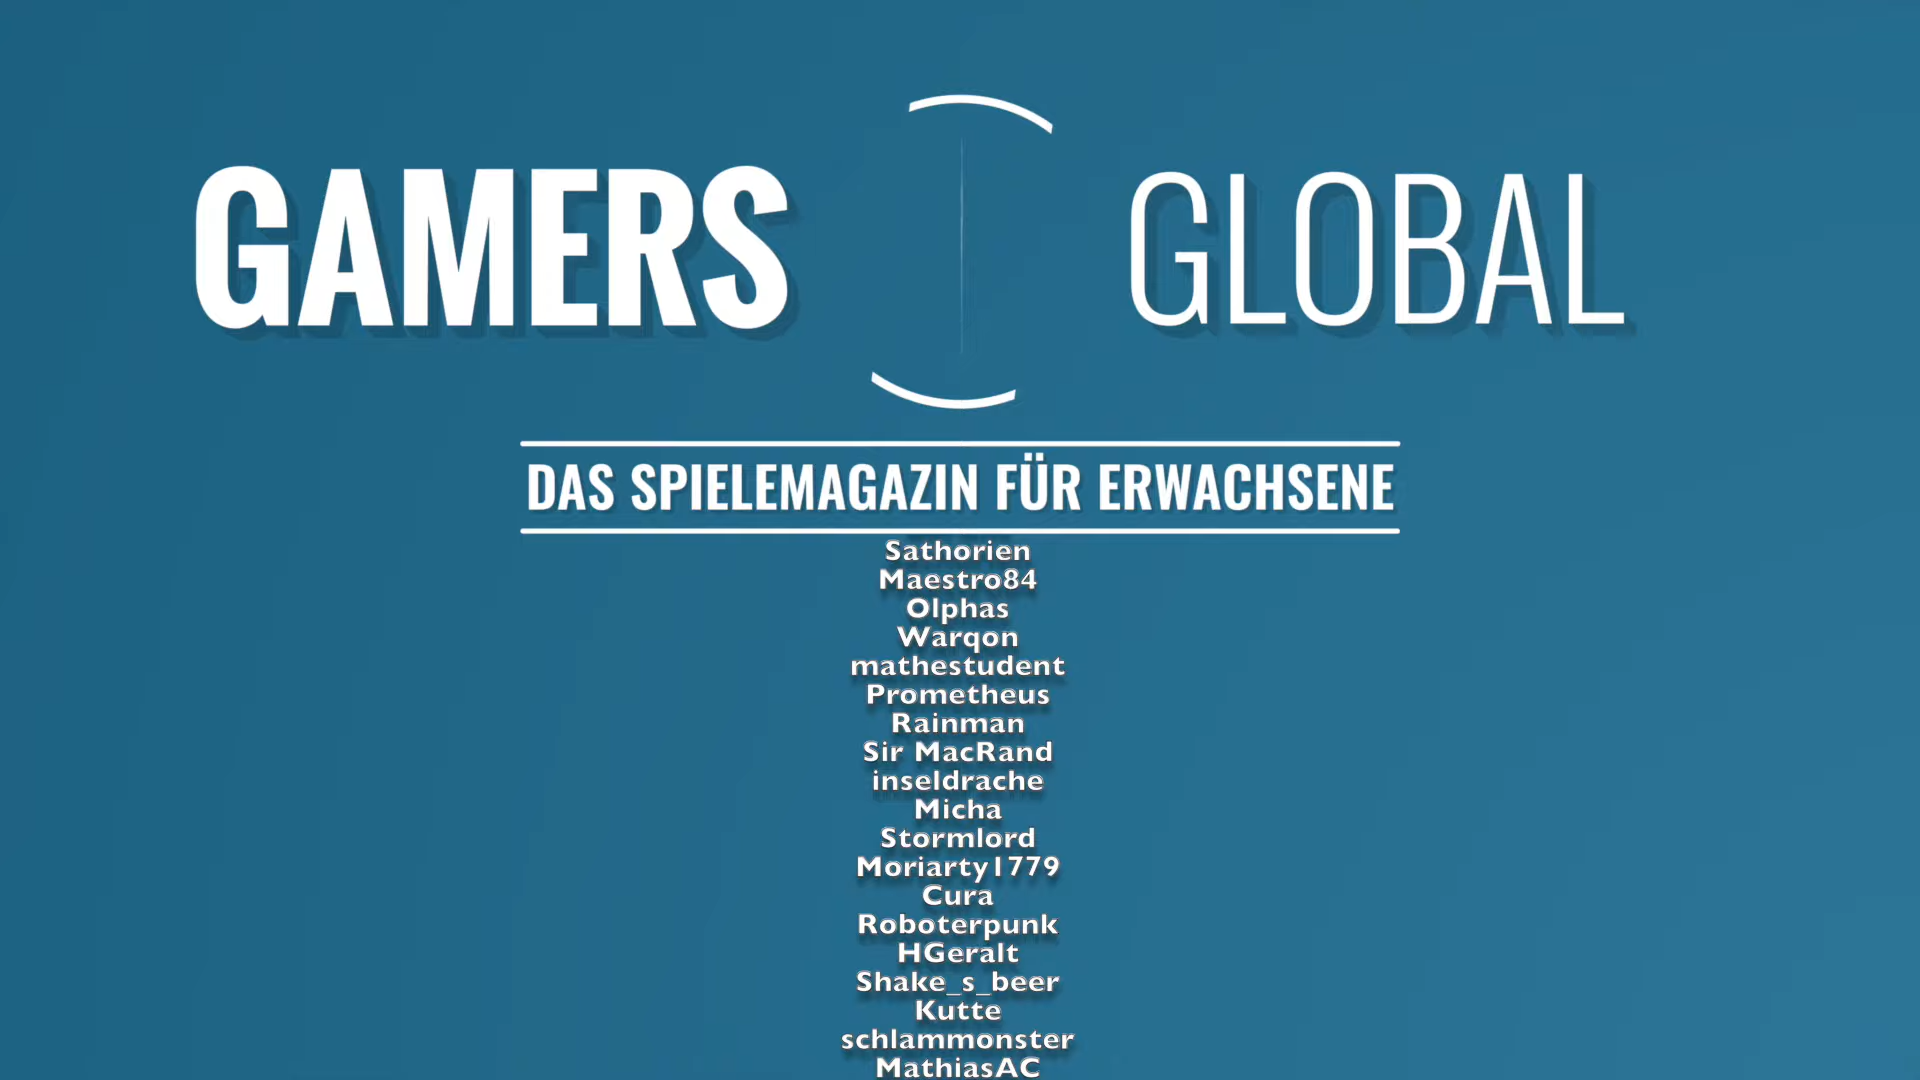 GAMERS GLOBAL
DAS SPIELEMAGAZIN FÜR ERWACHSENE
Sathorien
Maestro84
Olphas
Warqon
mathestudent
Prometheus
Rainman
Sir MacRand
inseldrache
Micha
Stormlord
Moriarty1779
Cura
Roboterpunk
HGeralt
Shake_s_beer
Kutte
schlammonster
MathiasAC